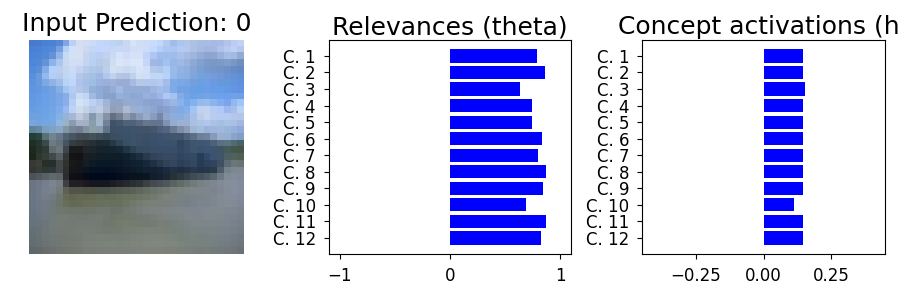 Input Prediction: 0
Relevances (theta)
Concept activations (h
C. 1
C. 2
C. 3
C. 4
C. 5
C. 6
C. 7
C. 8
C. 9
C. 10
C. 11
C. 12
−1
0
1
C. 1
C. 2
C. 3
C. 4
C. 5
C. 6
C. 7
C. 8
C. 9
C. 10
C. 11
C. 12
−0.25
0.00
0.25